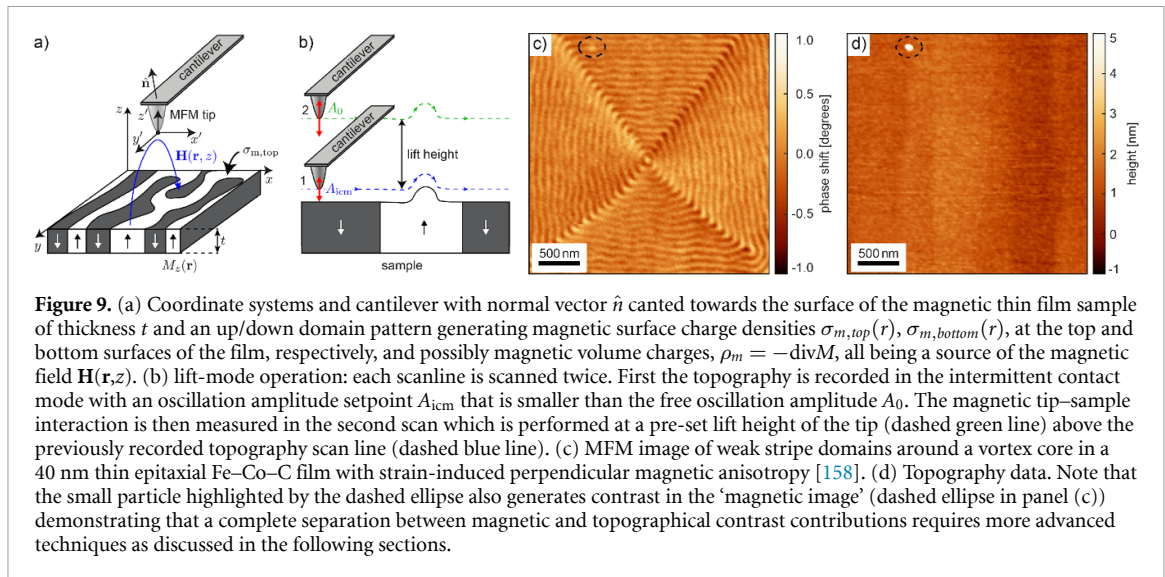 a)
cantilever
n̂
z
z'
MFM tip
y'
x'
H(r, z)
σm,top
x
y
t
Mz(r)
b)
cantilever
2
A0
cantilever
lift height
1
Aicm
sample
c)
500 nm
1.0
0.5
0.0
-0.5
-1.0
phase shift [degrees]
d)
500 nm
5
4
3
2
1
0
-1
height [nm]
Figure 9. (a) Coordinate systems and cantilever with normal vector n̂ canted towards the surface of the magnetic thin film sample
of thickness t and an up/down domain pattern generating magnetic surface charge densities σm,top(r), σm,bottom(r), at the top and
bottom surfaces of the film, respectively, and possibly magnetic volume charges, ρm = −divM, all being a source of the magnetic
field H(r,z). (b) lift-mode operation: each scanline is scanned twice. First the topography is recorded in the intermittent contact
mode with an oscillation amplitude setpoint Aicm that is smaller than the free oscillation amplitude A0. The magnetic tip–sample
interaction is then measured in the second scan which is performed at a pre-set lift height of the tip (dashed green line) above the
previously recorded topography scan line (dashed blue line). (c) MFM image of weak stripe domains around a vortex core in a
40 nm thin epitaxial Fe–Co–C film with strain-induced perpendicular magnetic anisotropy [158]. (d) Topography data. Note that
the small particle highlighted by the dashed ellipse also generates contrast in the ‘magnetic image’ (dashed ellipse in panel (c))
demonstrating that a complete separation between magnetic and topographical contrast contributions requires more advanced
techniques as discussed in the following sections.